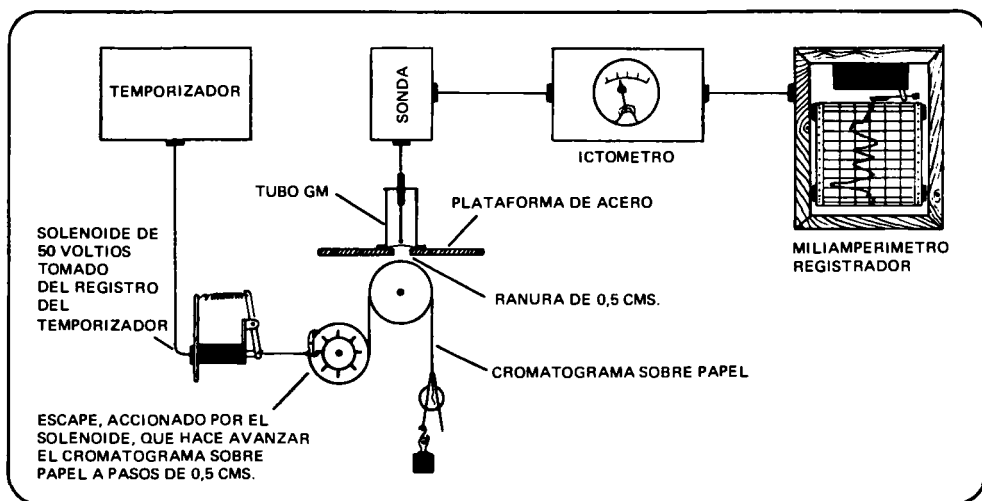 TEMPORIZADOR
SONDA
ICTOMETRO
MILIAMPERIMETRO
REGISTRADOR
TUBO GM
PLATAFORMA DE ACERO
RANURA DE 0,5 CMS.
SOLENOIDE DE
50 VOLTIOS
TOMADO
DEL REGISTRO
DEL
TEMPORIZADOR
CROMATOGRAMA SOBRE PAPEL
ESCAPE, ACCIONADO POR EL
SOLENOIDE, QUE HACE AVANZAR
EL CROMATOGRAMA SOBRE
PAPEL A PASOS DE 0,5 CMS.